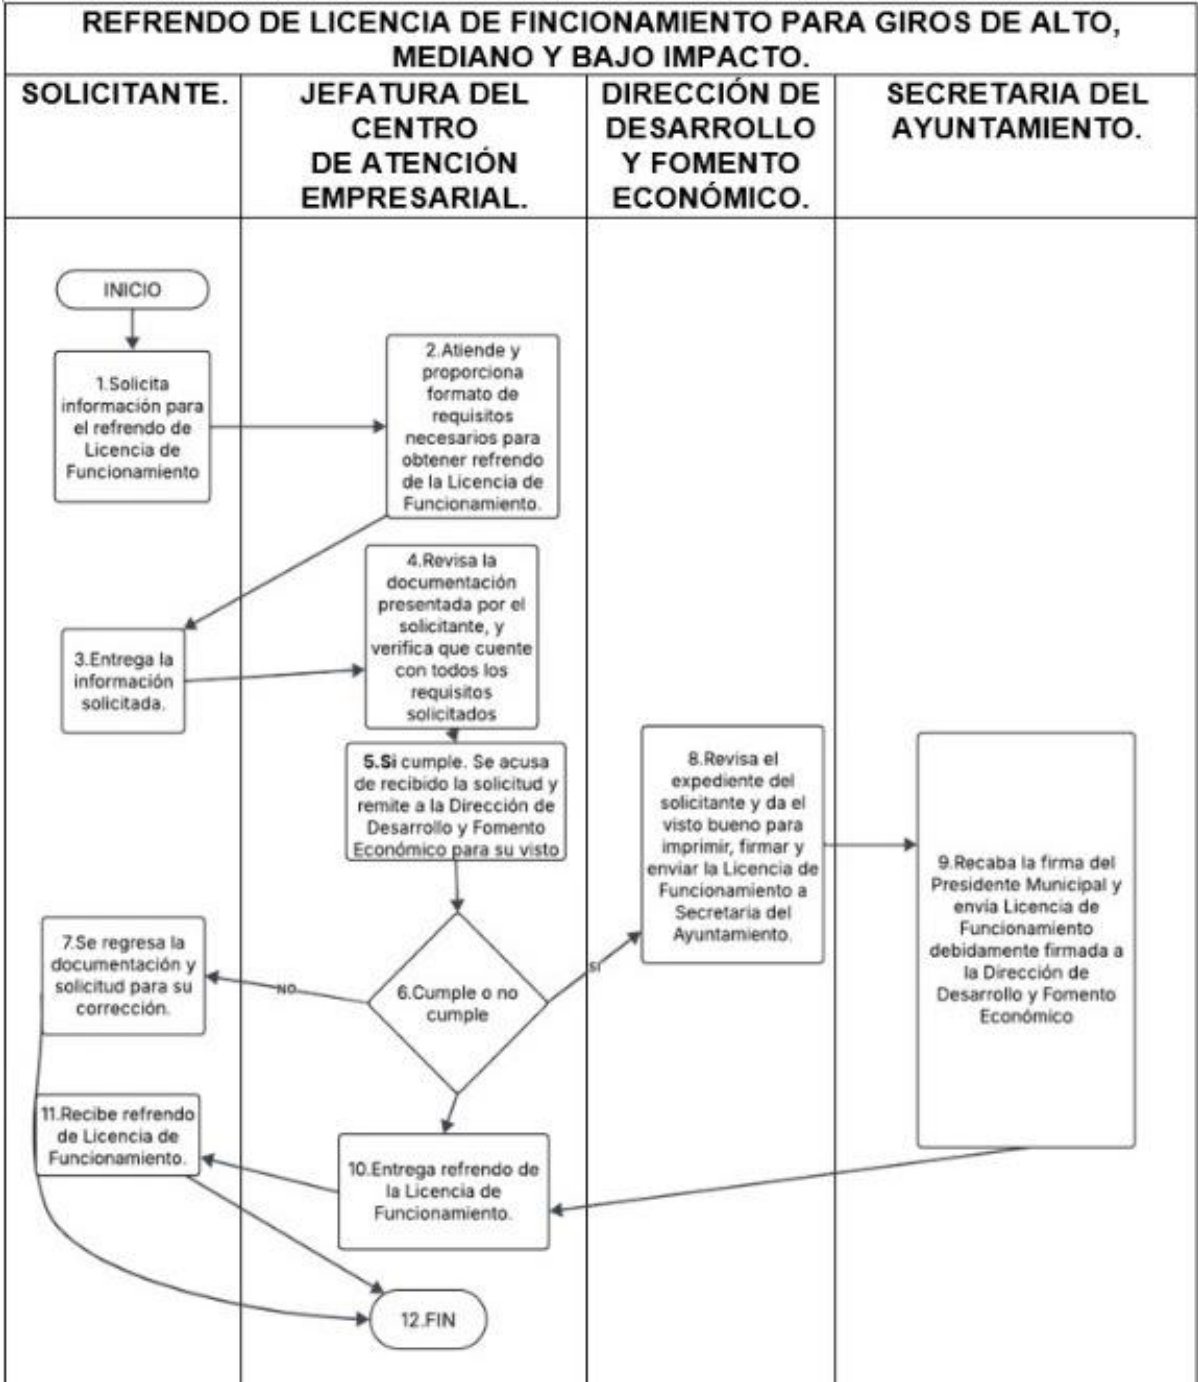 REFRENDO DE LICENCIA DE FINCIONAMIENTO PARA GIROS DE ALTO,
MEDIANO Y BAJO IMPACTO.
SOLICITANTE.
JEFATURA DEL
CENTRO
DE ATENCIÓN
EMPRESARIAL.
DIRECCIÓN DE
DESARROLLO
Y FOMENTO
ECONÓMICO.
SECRETARIA DEL
AYUNTAMIENTO.
INICIO
1.Solicita
información para
el refrendo de
Licencia de
Funcionamiento
2.Atiende y
proporciona
formato de
requisitos
necesarios para
obtener refrendo
de la Licencia de
Funcionamiento.
3.Entrega la
información
solicitada.
4.Revisa la
documentación
presentada por el
solicitante, y
verifica que cuente
con todos los
requisitos
solicitados
5.Si cumple. Se acusa
de recibido la solicitud y
remite a la Dirección de
Desarrollo y Fomento
Económico para su visto
6.Cumple o no
cumple
NO
SI
7.Se regresa la
documentación y
solicitud para su
corrección.
8.Revisa el
expediente del
solicitante y da el
visto bueno para
imprimir, firmar y
enviar la Licencia de
Funcionamiento a
Secretaria del
Ayuntamiento.
9.Recaba la firma del
Presidente Municipal y
envía Licencia de
Funcionamiento
debidamente firmada a
la Dirección de
Desarrollo y Fomento
Económico
10.Entrega refrendo de
la Licencia de
Funcionamiento.
11.Recibe refrendo
de Licencia de
Funcionamiento.
12.FIN